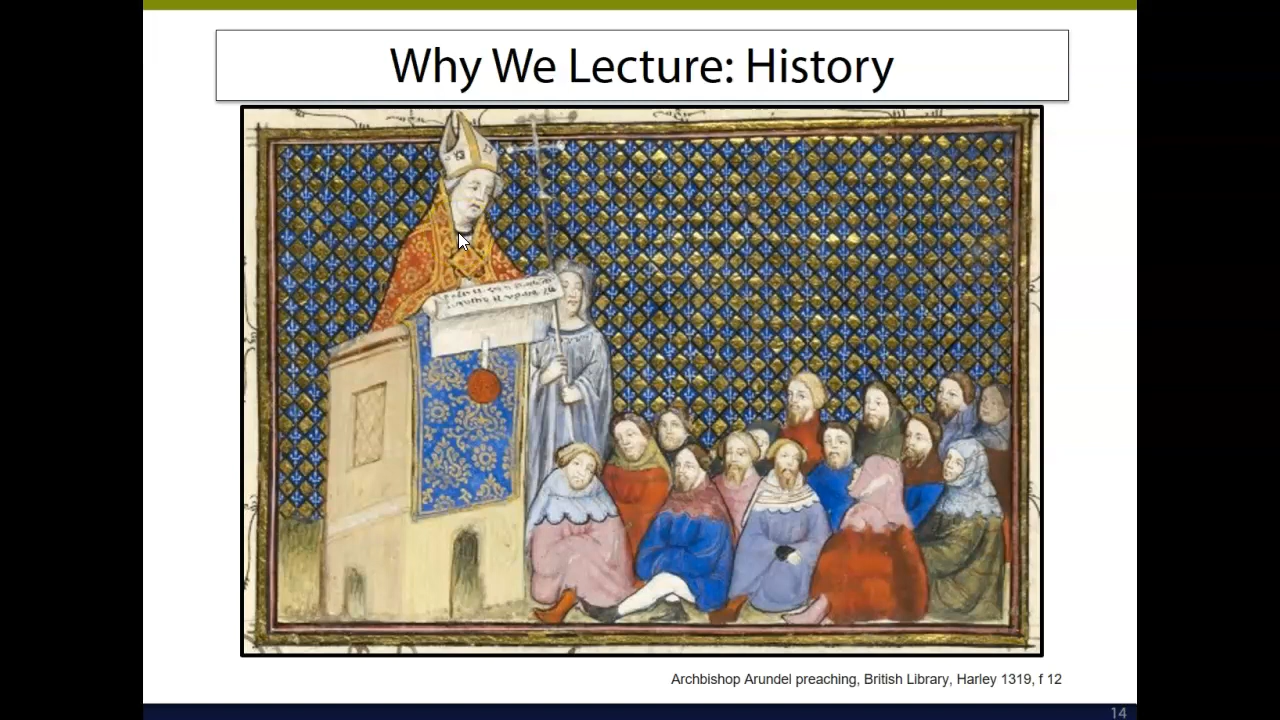 Why We Lecture: History
Archbishop Arundel preaching, British Library, Harley 1319, f 12
14